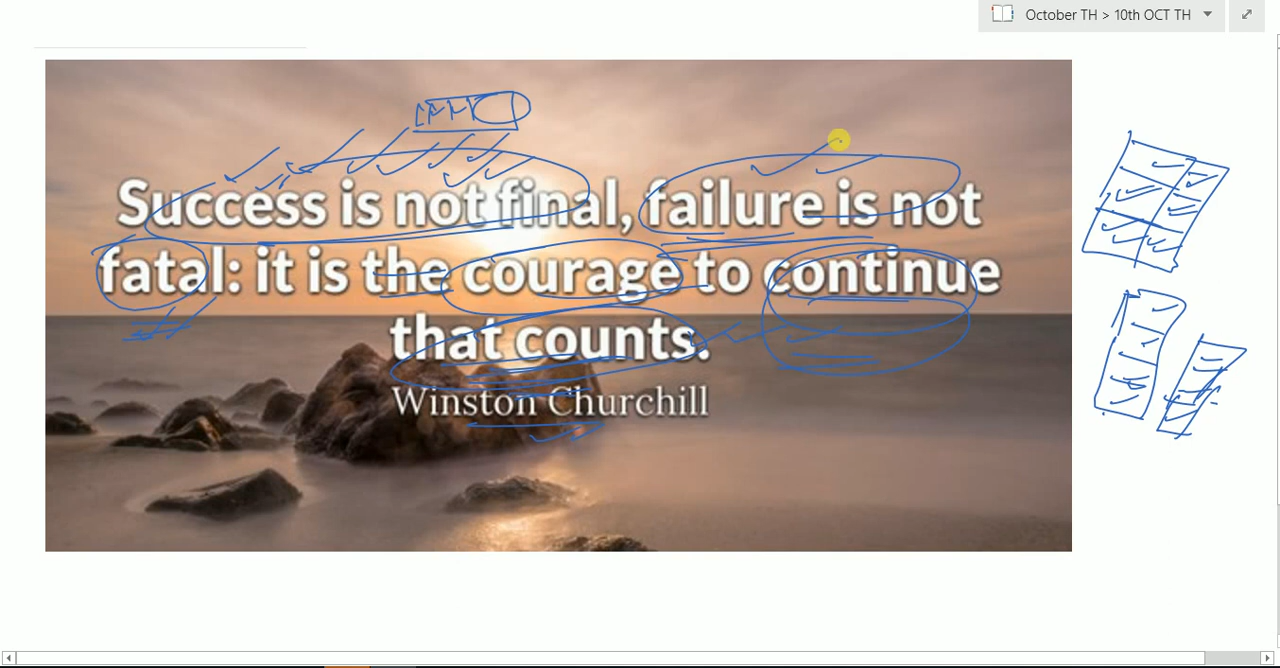 October TH > 10th OCT TH
Success is not final, failure is not
fatal: it is the courage to continue
that counts.
Winston Churchill